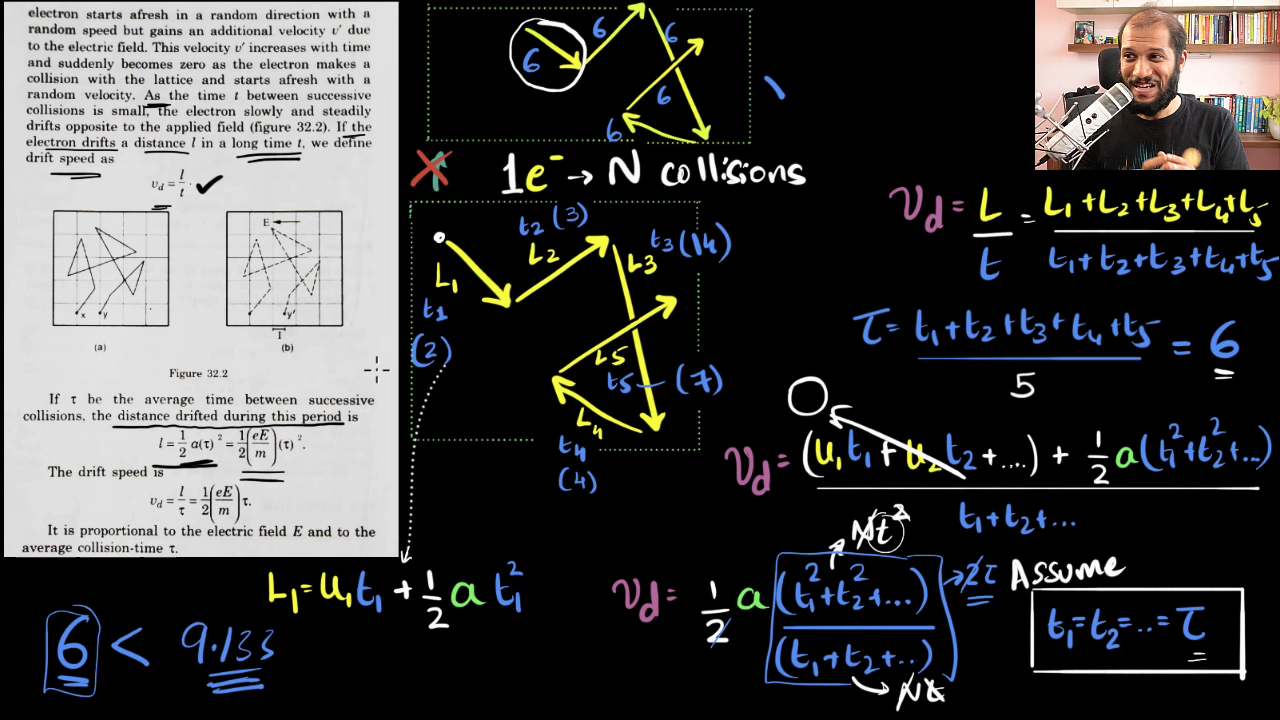 electron starts afresh in a random direction with a
random speed but gains an additional velocity v' due
to the electric field. This velocity v' increases with time
and suddenly becomes zero as the electron makes a
collision with the lattice and starts afresh with a
random velocity. As the time t between successive
collisions is small, the electron slowly and steadily
drifts opposite to the applied field (figure 32.2). If the
electron drifts a distance l in a long time t, we define
drift speed as
v_d = l/t.
E
x y
y'
l
(a) (b)
Figure 32.2
If τ be the average time between successive
collisions, the distance drifted during this period is
l = 1/2 a(τ)² = 1/2 (eE/m) (τ)².
The drift speed is
v_d = l/τ = 1/2 (eE/m) τ.
It is proportional to the electric field E and to the
average collision-time τ.
6 6 6 6 6
1e⁻ → N collisions
L1 t1 (2)
t2 (3) L2
t3 (14) L3
L4 t4 (4)
L5 t5 (7)
L1 = u1t1 + 1/2 a t1²
6 < 9.133
Vd = L/t = L1+L2+L3+L4+L5 / t1+t2+t3+t4+t5
τ = t1+t2+t3+t4+t5 / 5 = 6
O
Vd = (u1t1 + u2t2 +....) + 1/2 a (t1²+t2²...) / t1+t2+...
Nτ²
Vd = 1/2 a (t1²+t2²+...) / (t1+t2+..) → 2τ
Nτ
Assume
t1=t2=..=τ